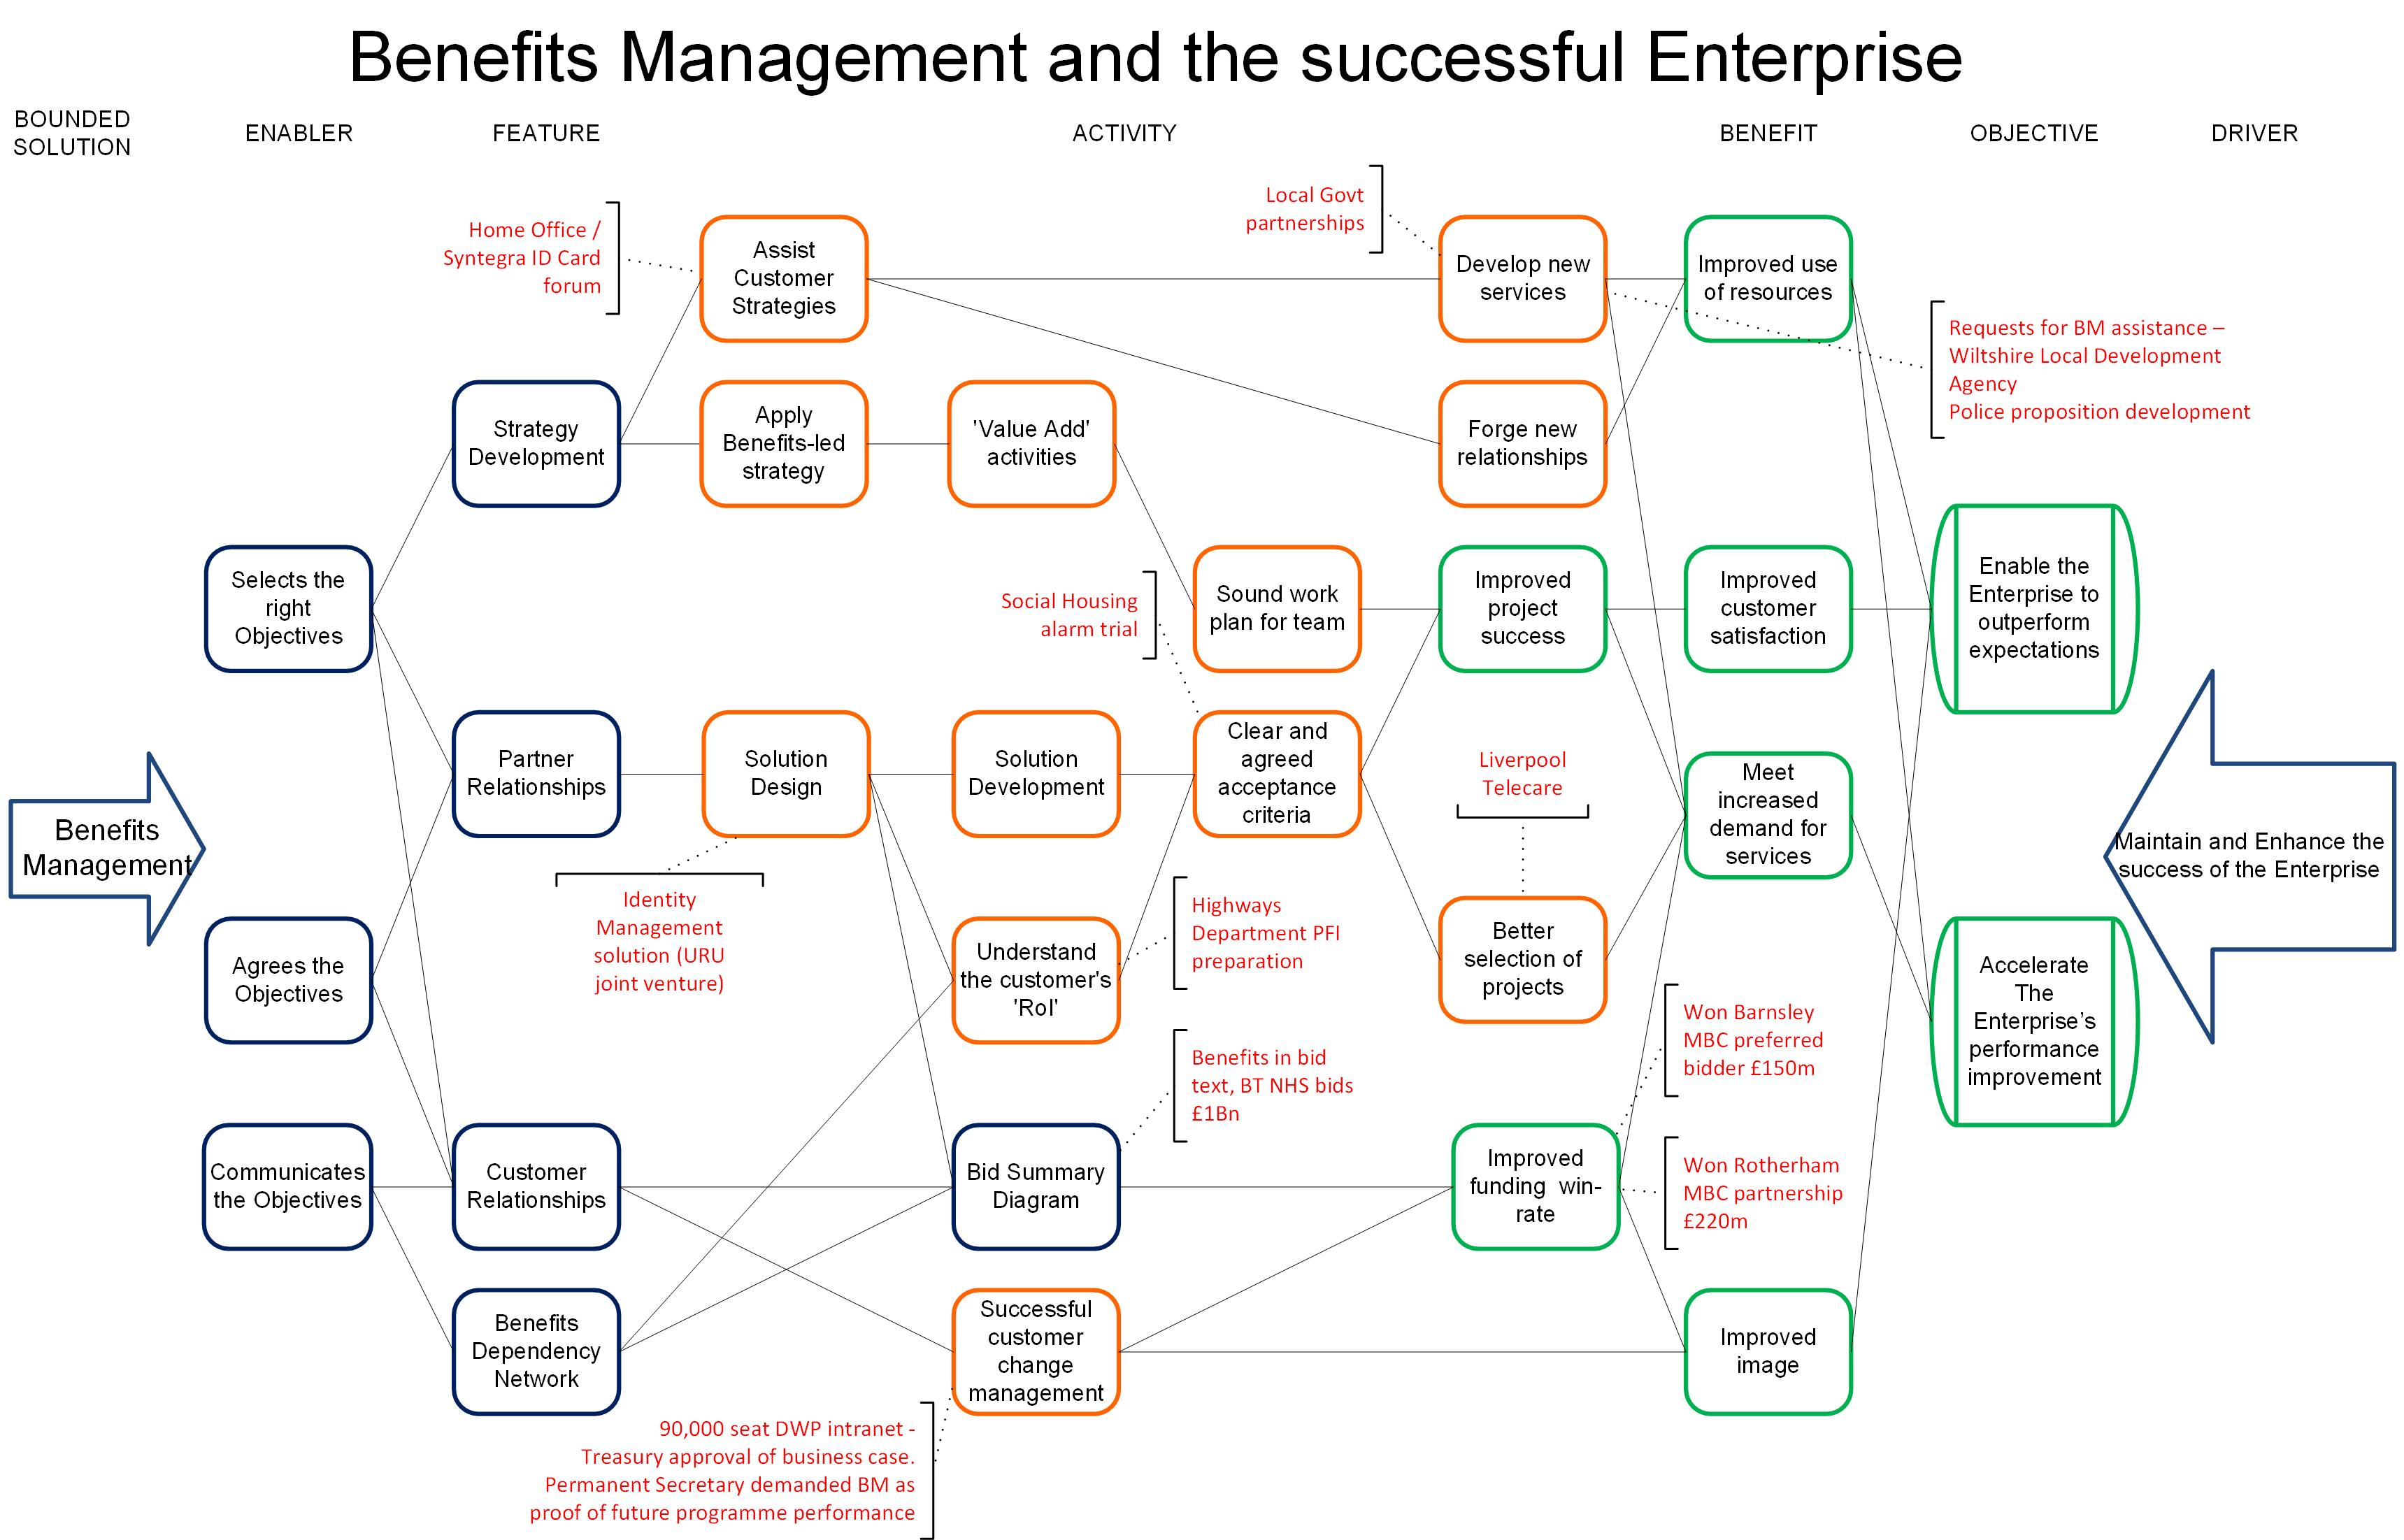 Benefits Management and the successful Enterprise
BOUNDED
SOLUTION
ENABLER
FEATURE
ACTIVITY
BENEFIT
OBJECTIVE
DRIVER
Home Office /
Syntegra ID Card
forum
Assist
Customer
Strategies
Local Govt
partnerships
Develop new
services
Improved use
of resources
Requests for BM assistance –
Wiltshire Local Development
Agency
Police proposition development
Strategy
Development
Apply
Benefits-led
strategy
'Value Add'
activities
Forge new
relationships
Selects the
right
Objectives
Social Housing
alarm trial
Sound work
plan for team
Improved
project
success
Improved
customer
satisfaction
Enable the
Enterprise to
outperform
expectations
Benefits
Management
Partner
Relationships
Solution
Design
Solution
Development
Clear and
agreed
acceptance
criteria
Liverpool
Telecare
Meet
increased
demand for
services
Maintain and Enhance the
success of the Enterprise
Identity
Management
solution (URU
joint venture)
Agrees the
Objectives
Understand
the customer's
'RoI'
Highways
Department PFI
preparation
Better
selection of
projects
Accelerate
The
Enterprise’s
performance
improvement
Benefits in bid
text, BT NHS bids
£1Bn
Won Barnsley
MBC preferred
bidder £150m
Communicates
the Objectives
Customer
Relationships
Bid Summary
Diagram
Improved
funding  win-
rate
Won Rotherham
MBC partnership
£220m
Benefits
Dependency
Network
Successful
customer
change
management
Improved
image
90,000 seat DWP intranet -
Treasury approval of business case.
Permanent Secretary demanded BM as
proof of future programme performance